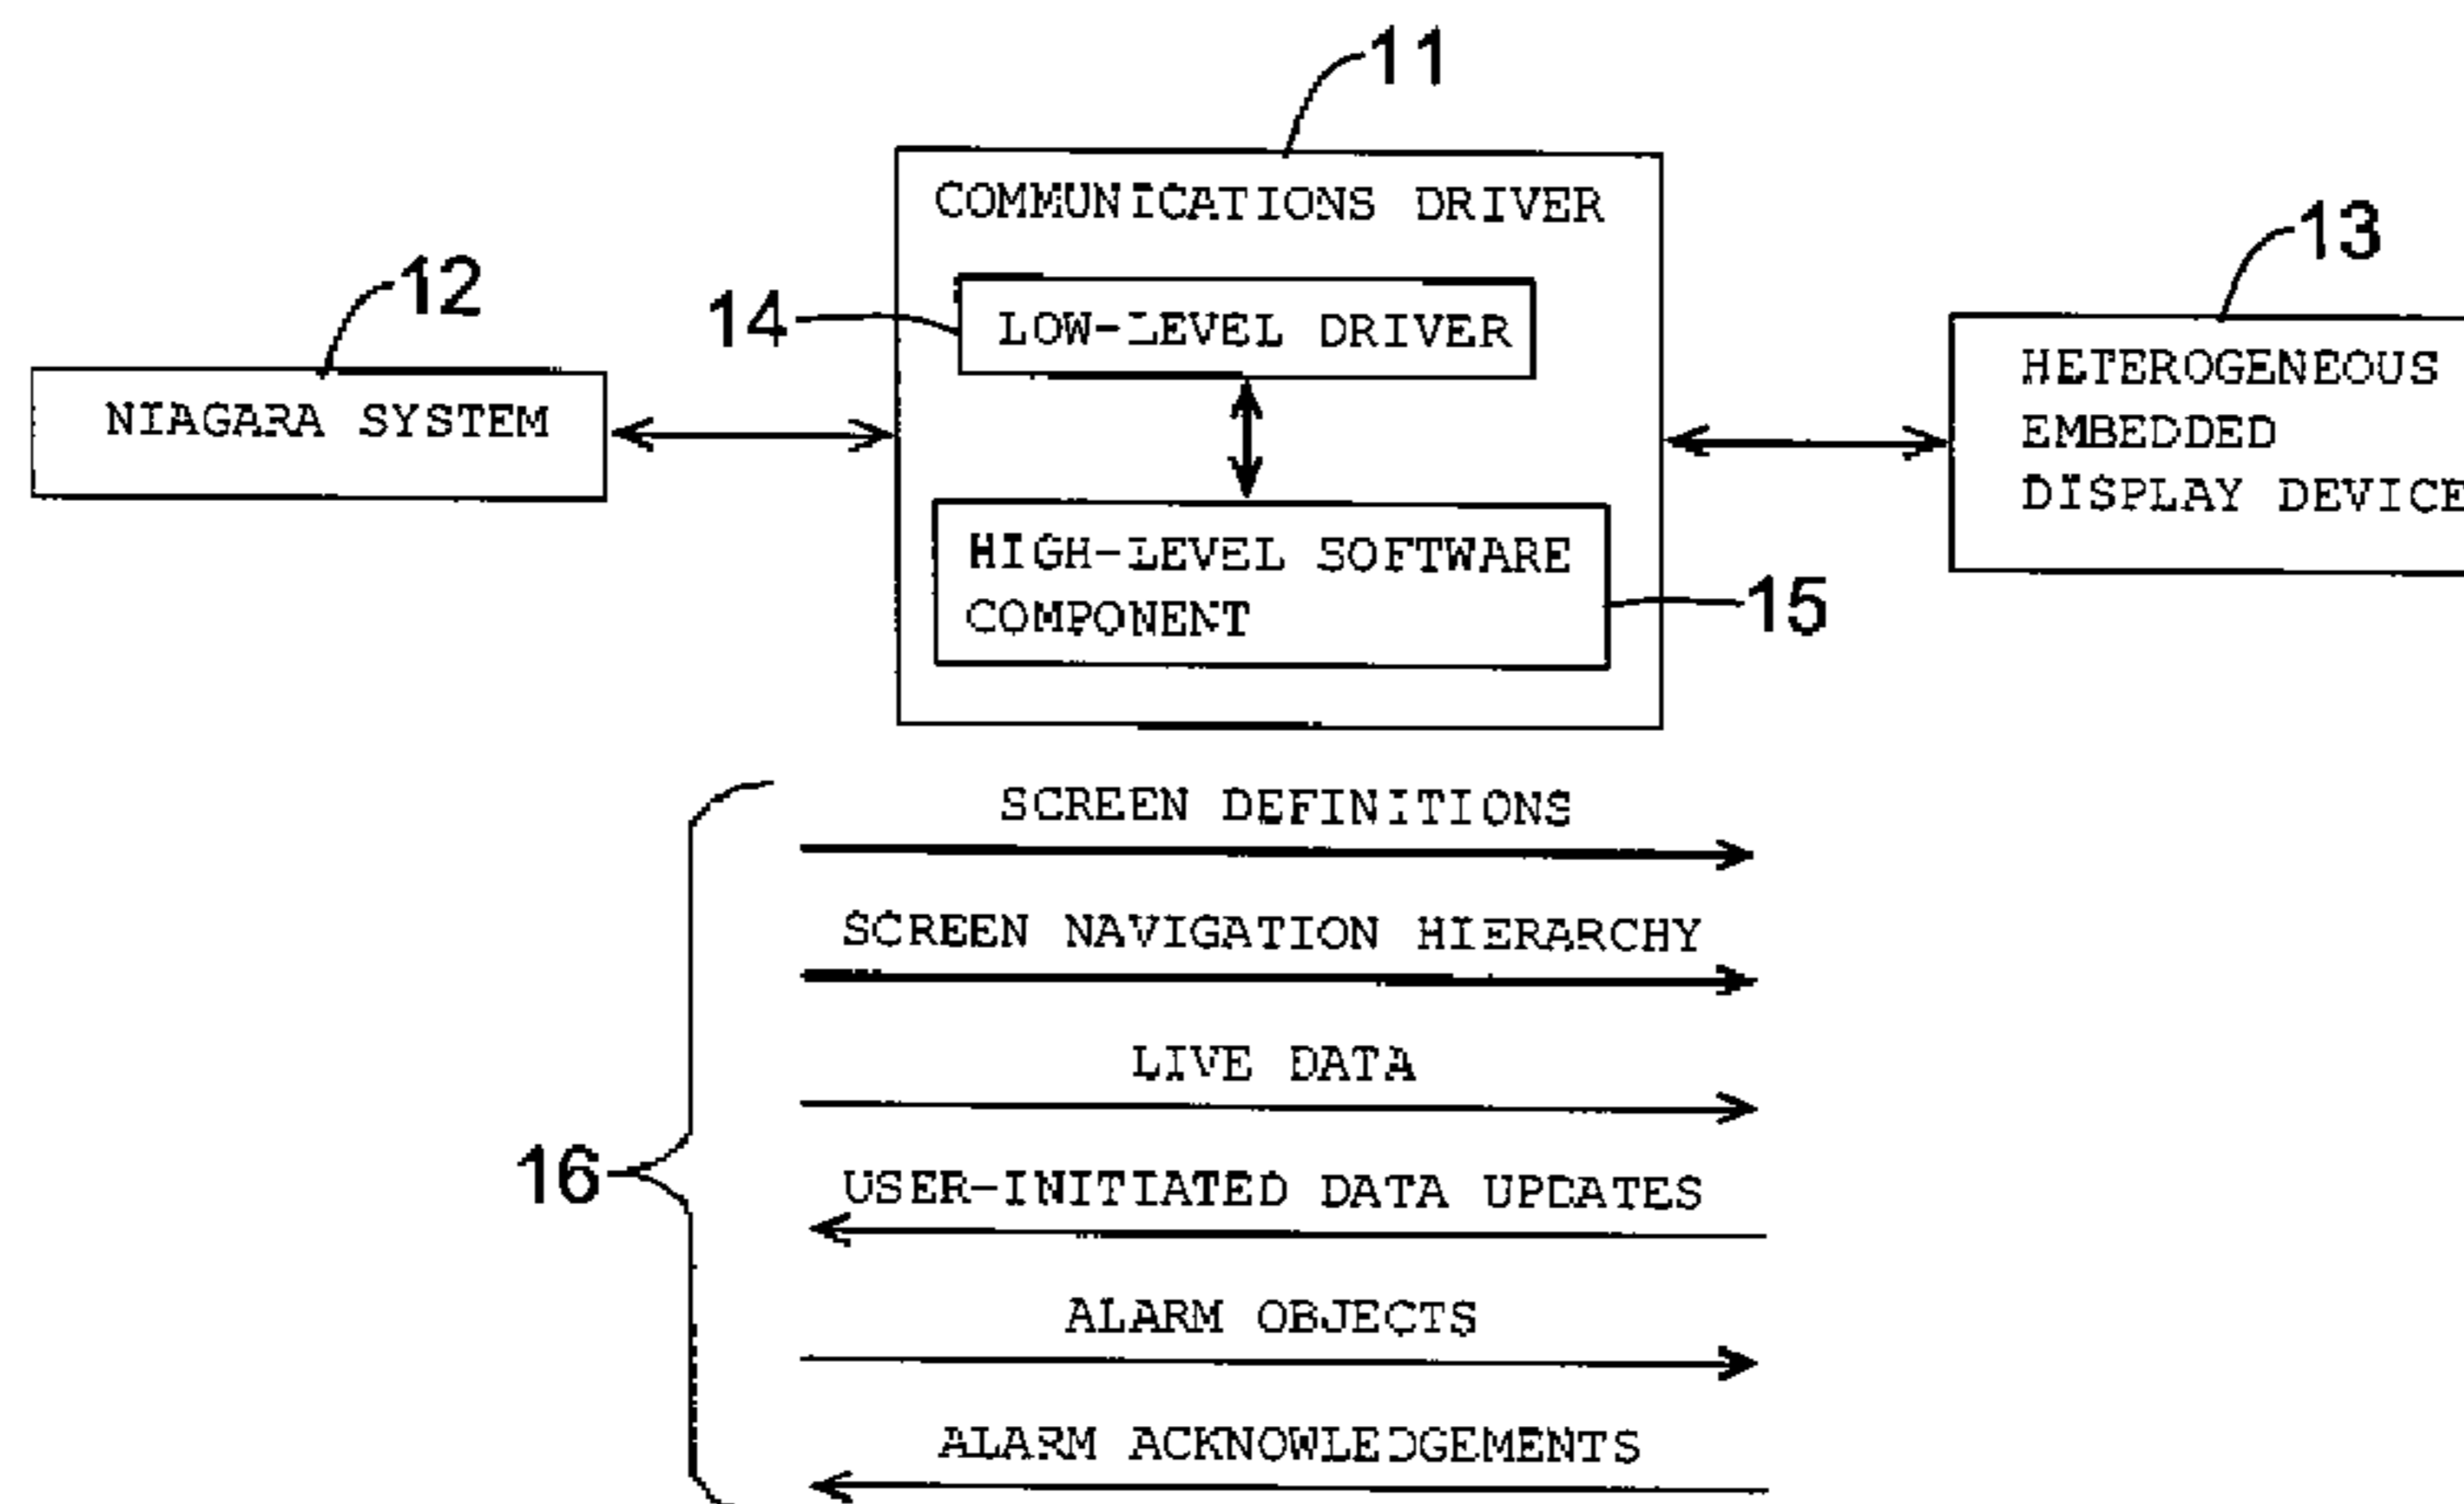 11
COMMUNICATIONS DRIVER
13
12
14
LOW-LEVEL DRIVER
HETEROGENEOUS
EMBEDDED
DISPLAY DEVICE
NIAGARA SYSTEM
HIGH-LEVEL SOFTWARE
COMPONENT
15
SCREEN DEFINITIONS
SCREEN NAVIGATION HIERARCHY
LIVE DATA
16
USER-INITIATED DATA UPDATES
ALARM OBJECTS
ALARM ACKNOWLEDGEMENTS